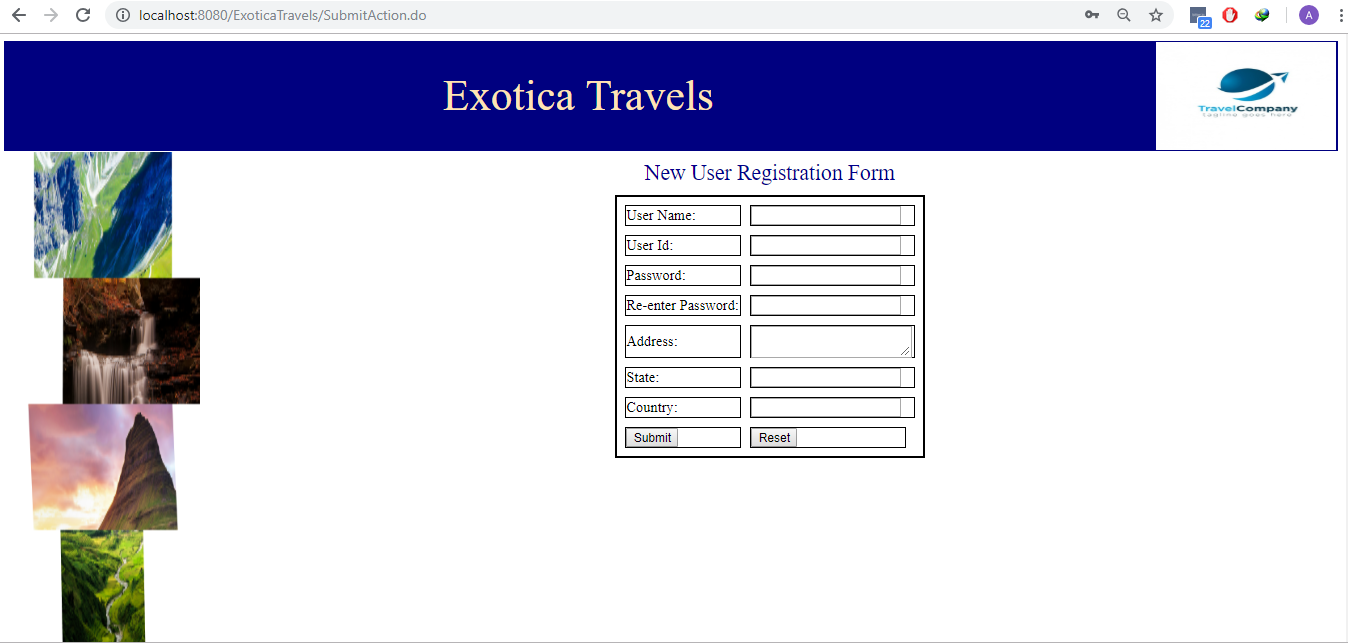 localhost:8080/ExoticaTravels/SubmitAction.do
22
A
Exotica Travels
TravelCompany
tagline goes here
New User Registration Form
User Name:
User Id:
Password:
Re-enter Password:
Address:
State:
Country:
Submit Reset